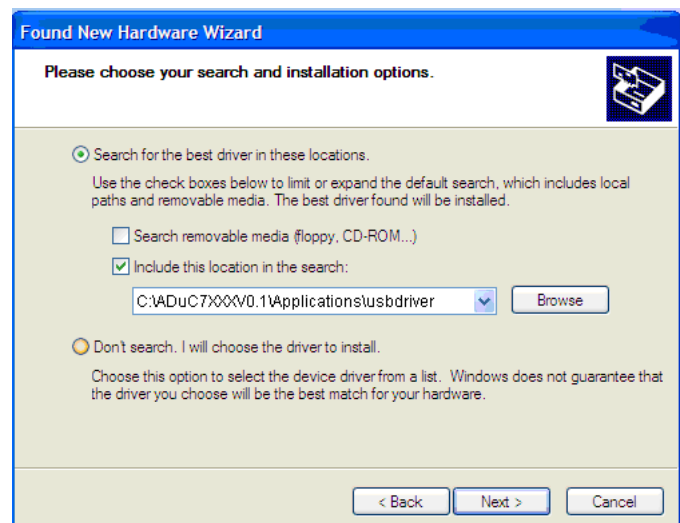 Found New Hardware Wizard
Please choose your search and installation options.
Search for the best driver in these locations.
Use the check boxes below to limit or expand the default search, which includes local
paths and removable media. The best driver found will be installed.
Search removable media (floppy, CD-ROM...)
Include this location in the search:
C:\ADuC7XXXV0.1\Applications\usbdriver
Browse
Don't search. I will choose the driver to install.
Choose this option to select the device driver from a list. Windows does not guarantee that
the driver you choose will be the best match for your hardware.
< Back Next > Cancel